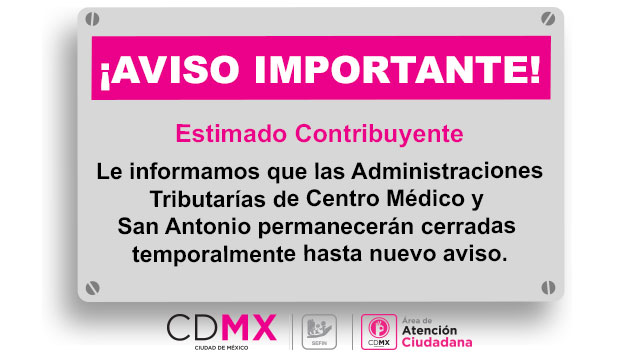 ¡AVISO IMPORTANTE!
Estimado Contribuyente
Le informamos que las Administraciones
Tributarías de Centro Médico y
San Antonio permanecerán cerradas
temporalmente hasta nuevo aviso.
CDMX
CIUDAD DE MÉXICO
SEFIN
CDMX
Área de
Atención
Ciudadana